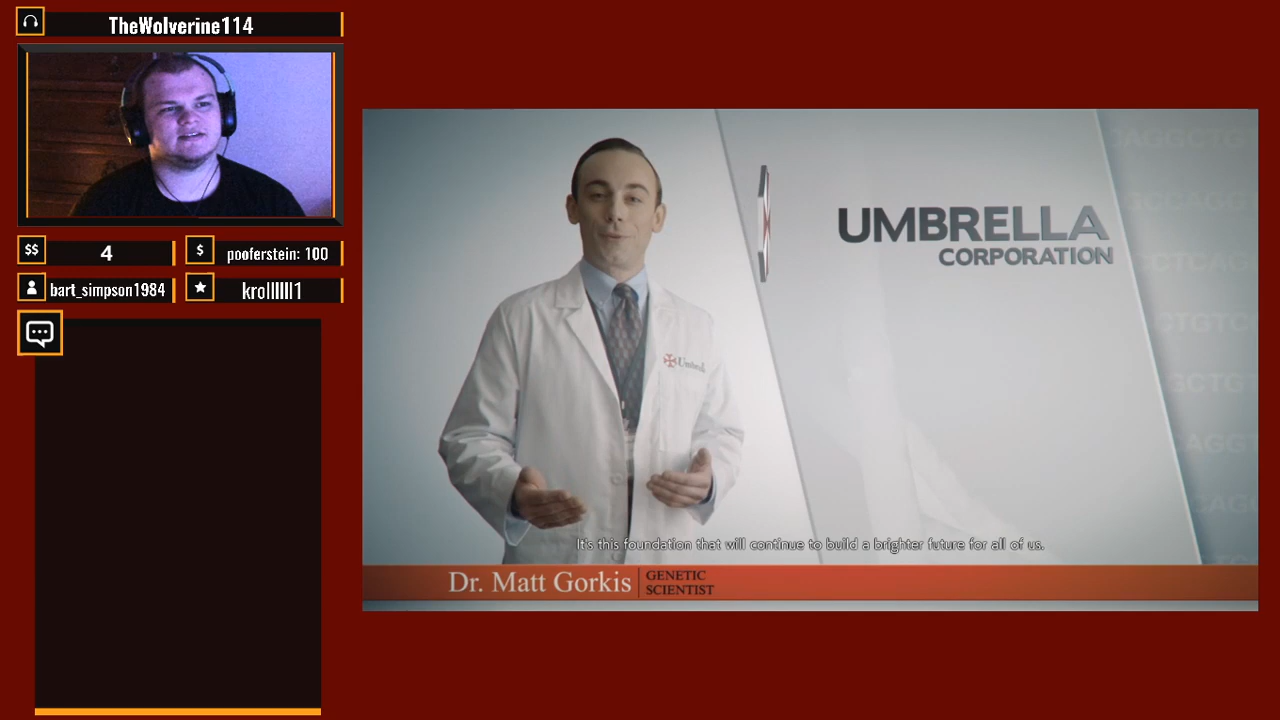 TheWolverine114
$$
4
$
pooferstein: 100
bart_simpson1984
UMBRELLA
CORPORATION
Umbrella
It's this foundation that will continue to build a brighter future for all of us.
Dr. Matt Gorkis
GENETIC
SCIENTIST